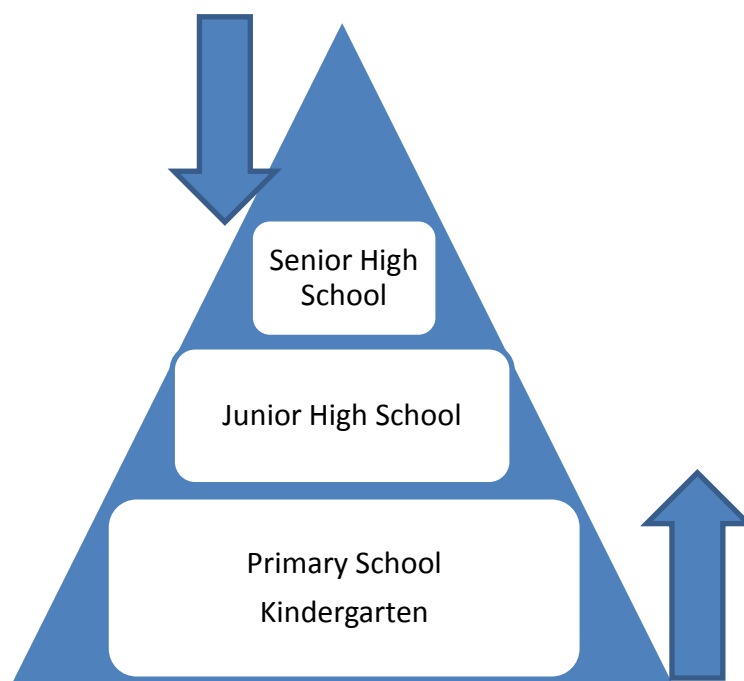 Senior High
School
Junior High School
Primary School
Kindergarten